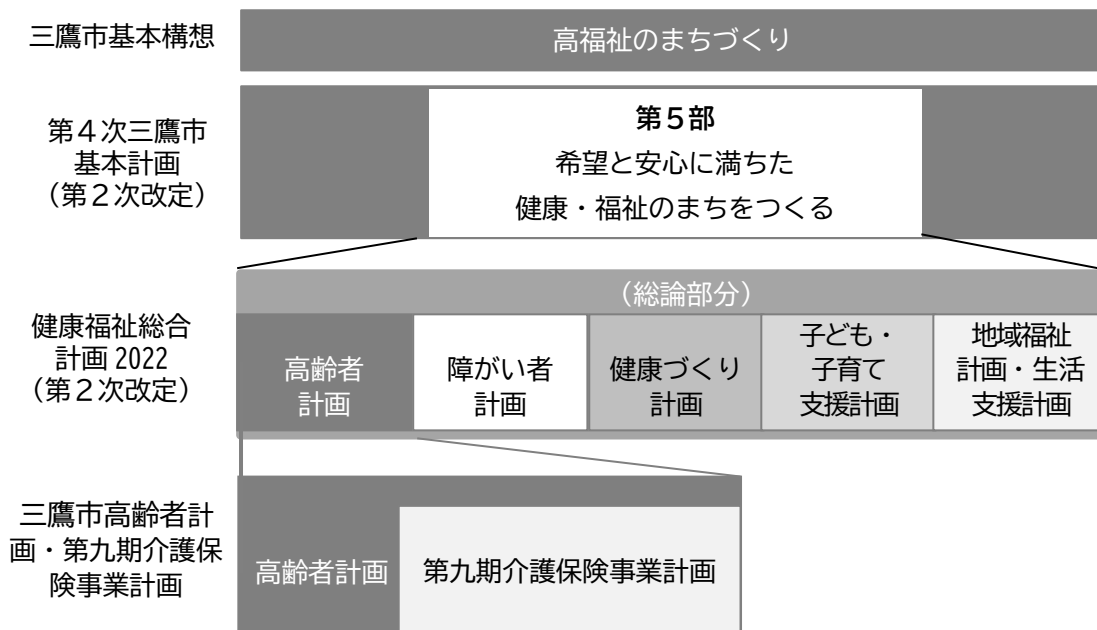 三鷹市基本構想
高福祉のまちづくり
第４次三鷹市
基本計画
（第２次改定）
第５部
希望と安心に満ちた
健康・福祉のまちをつくる
健康福祉総合
計画 2022
（第２次改定）
（総論部分）
高齢者
計画
障がい者
計画
健康づくり
計画
子ども・
子育て
支援計画
地域福祉
計画・生活
支援計画
三鷹市高齢者計
画・第九期介護保
険事業計画
高齢者計画
第九期介護保険事業計画